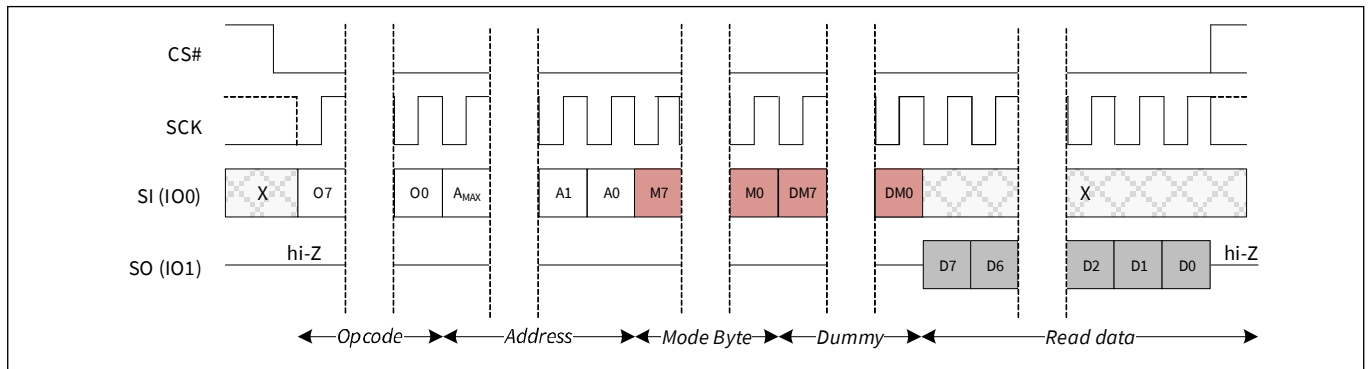 CS#
SCK
SI (IO0) X O7 O0 AMAX A1 A0 M7 M0 DM7 DM0 X
hi-Z hi-Z
SO (IO1) D7 D6 D2 D1 D0
Opcode Address Mode Byte Dummy Read data